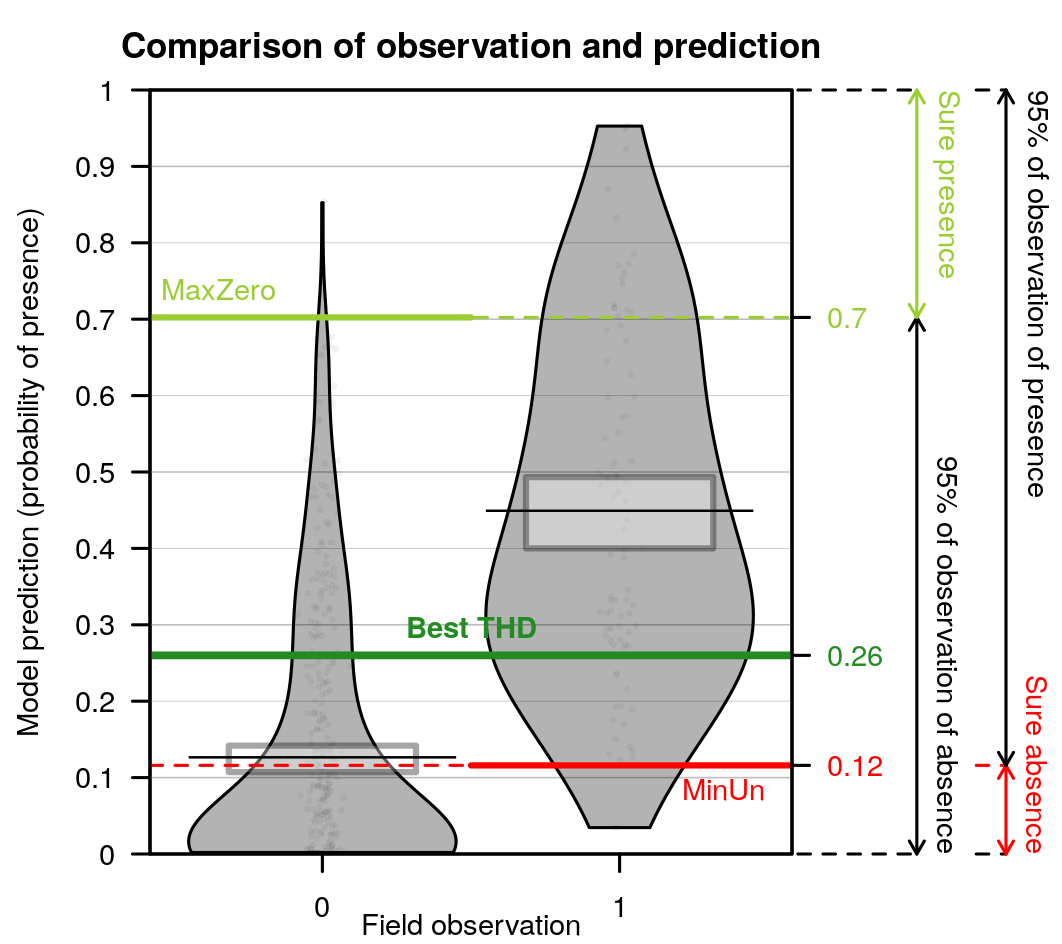 Comparison of observation and prediction
Model prediction (probability of presence)
1
0.9
0.8
0.7
0.6
0.5
0.4
0.3
0.2
0.1
0
MaxZero
Best THD
MinUn
0.7
0.26
0.12
Sure presence
95% of observation of absence
95% of observation of presence
Sure absence
0
1
Field observation